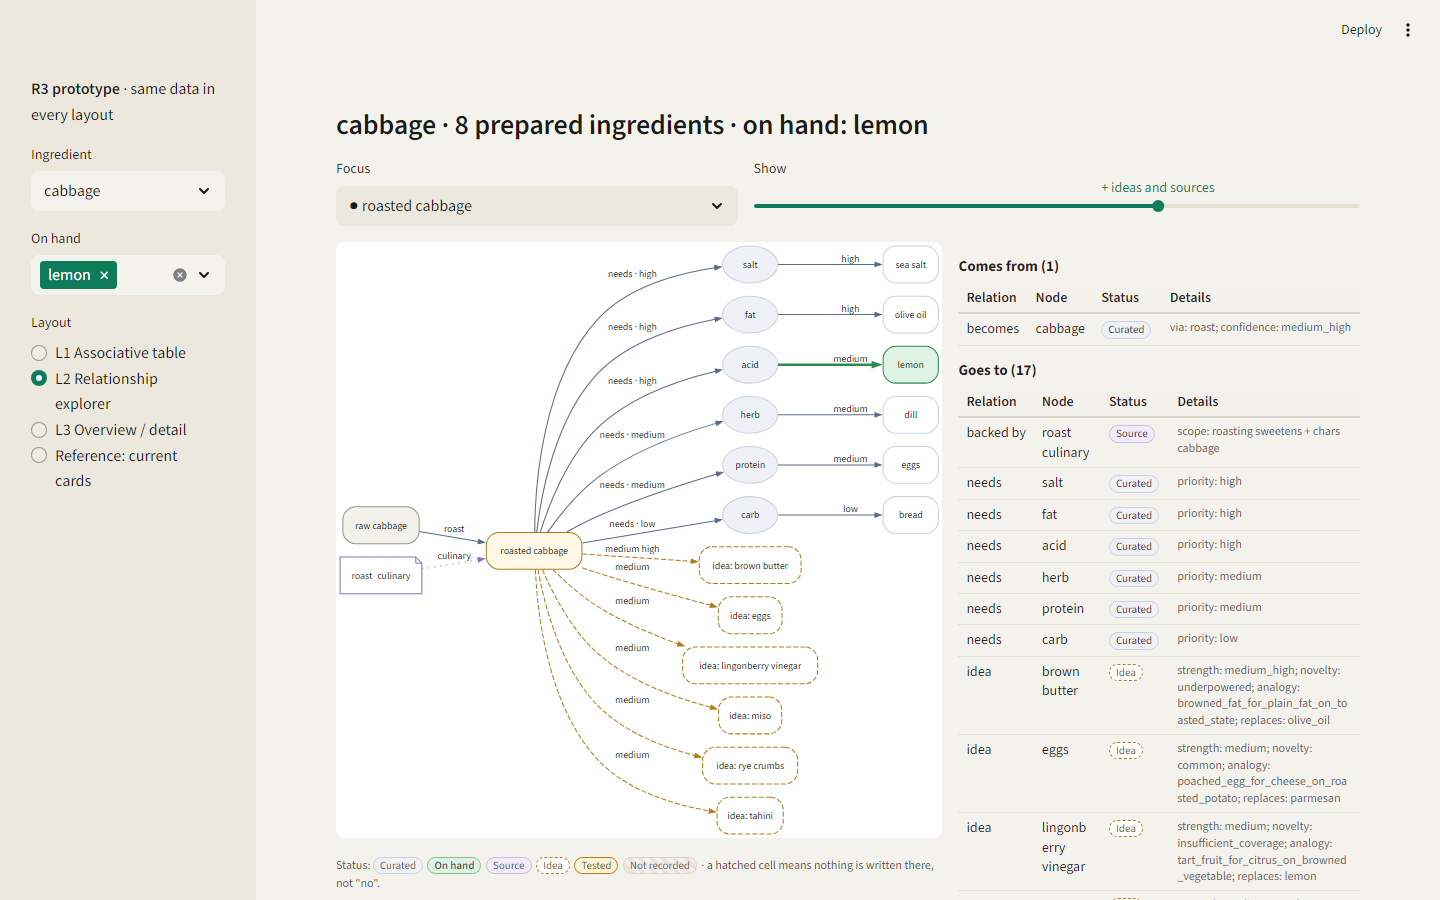 Deploy
R3 prototype · same data in
every layout
Ingredient
cabbage
On hand
lemon ×
Layout
L1 Associative table
L2 Relationship
explorer
L3 Overview / detail
Reference: current
cards
cabbage · 8 prepared ingredients · on hand: lemon
Focus
● roasted cabbage
Show
+ ideas and sources
raw cabbage
roast_culinary
roast
culinary
roasted cabbage
needs · high
salt
high
sea salt
needs · high
fat
high
olive oil
needs · high
acid
medium
lemon
needs · medium
herb
medium
dill
needs · medium
protein
medium
eggs
needs · low
carb
low
bread
medium high
idea: brown butter
medium
idea: eggs
medium
idea: lingonberry vinegar
medium
idea: miso
medium
idea: rye crumbs
medium
idea: tahini
Status: Curated On hand Source Idea Tested Not recorded · a hatched cell means nothing is written there,
not "no".
Comes from (1)
Relation Node Status Details
becomes cabbage Curated via: roast; confidence: medium_high
Goes to (17)
Relation Node Status Details
backed by roast Source scope: roasting sweetens + chars
culinary cabbage
needs salt Curated priority: high
needs fat Curated priority: high
needs acid Curated priority: high
needs herb Curated priority: medium
needs protein Curated priority: medium
needs carb Curated priority: low
idea brown Idea strength: medium_high; novelty:
butter underpowered; analogy:
browned_fat_for_plain_fat_on_to
asted_state; replaces: olive_oil
idea eggs Idea strength: medium; novelty:
common; analogy:
poached_egg_for_cheese_on_roa
sted_potato; replaces: parmesan
idea lingonb Idea strength: medium; novelty:
erry insufficient_coverage; analogy:
vinegar tart_fruit_for_citrus_on_browned
_vegetable; replaces: lemon